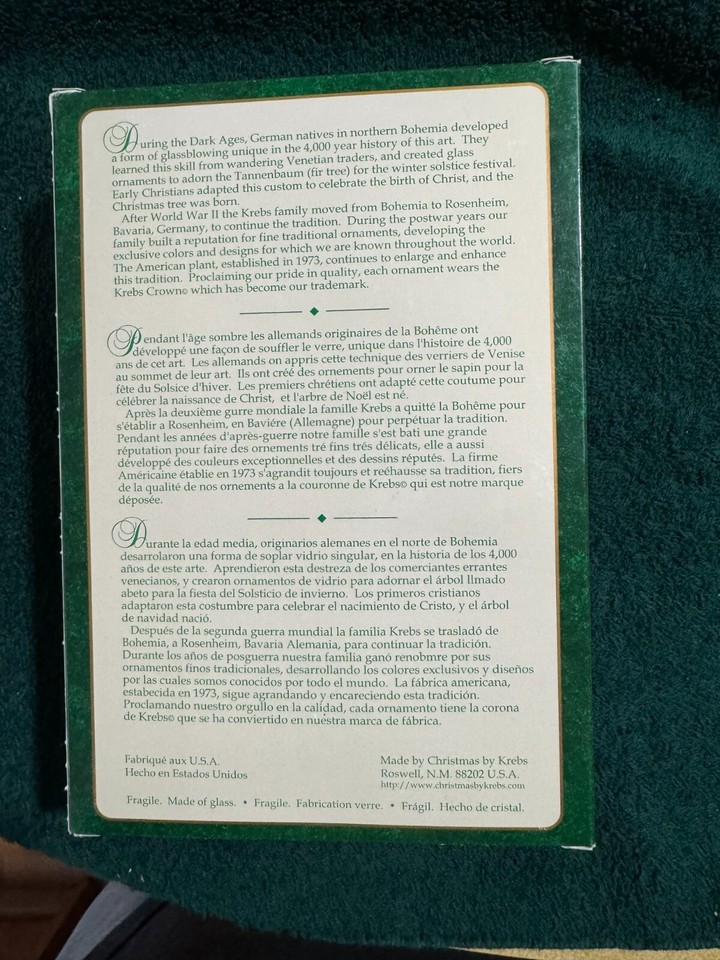 During the Dark Ages, German natives in northern Bohemia developed
a form of glassblowing unique in the 4,000 year history of this art. They
learned this skill from wandering Venetian traders, and created glass
ornaments to adorn the Tannenbaum (fir tree) for the winter solstice festival.
Early Christians adapted this custom to celebrate the birth of Christ, and the
Christmas tree was born.
After World War II the Krebs family moved from Bohemia to Rosenheim,
Bavaria, Germany, to continue the tradition. During the postwar years our
family built a reputation for fine traditional ornaments, developing the
exclusive colors and designs for which we are known throughout the world.
The American plant, established in 1973, continues to enlarge and enhance
this tradition. Proclaiming our pride in quality, each ornament wears the
Krebs Crown© which has become our trademark.
Pendant l'âge sombre les allemands originaires de la Bohême ont
développé une façon de souffler le verre, unique dans l'histoire de 4,000
ans de cet art. Les allemands on appris cette technique des verriers de Venise
au sommet de leur art. Ils ont créé des ornements pour orner le sapin pour la
fête du Solsice d'hiver. Les premiers chrétiens ont adapté cette coutume pour
célébrer la naissance de Christ, et l'arbre de Noël est né.
Après la deuxième gurre mondiale la famille Krebs a quitté la Bohême pour
s'établir a Rosenheim, en Baviére (Allemagne) pour perpétuer la tradition.
Pendant les années d'après-guerre notre famille s'est bati une grande
réputation pour faire des ornements tré fins trés délicats, elle a aussi
développé des couleurs exceptionnelles et des dessins réputés. La firme
Américaine établie en 1973 s'agrandit toujours et reéhausse sa tradition, fiers
de la qualité de nos ornements a la couronne de Krebs© qui est notre marque
déposée.
Durante la edad media, originarios alemanes en el norte de Bohemia
desarrolaron una forma de soplar vidrio singular, en la historia de los 4,000
años de este arte. Aprendieron esta destreza de los comerciantes errantes
venecianos, y crearon ornamentos de vidrio para adornar el árbol llmado
abeto para la fiesta del Solsticio de invierno. Los primeros cristianos
adaptaron esta costumbre para celebrar el nacimiento de Cristo, y el árbol
de navidad nació.
Después de la segunda guerra mundial la familia Krebs se trasladó de
Bohemia, a Rosenheim, Bavaria Alemania, para continuar la tradición.
Durante los años de posguerra nuestra familia ganó renobmre por sus
ornamentos finos tradicionales, desarrollando los colores exclusivos y diseños
por las cuales somos conocidos por todo el mundo. La fábrica americana,
estabecida en 1973, sigue agrandando y encareciendo esta tradición.
Proclamando nuestro orgullo en la calidad, cada ornamento tiene la corona
de Krebs© que se ha conviertido en nuestra marca de fábrica.
Fabriqué aux U.S.A.
Hecho en Estados Unidos
Made by Christmas by Krebs
Roswell, N.M. 88202 U.S.A.
http://www.christmasbykrebs.com
Fragile. Made of glass. • Fragile. Fabrication verre. • Frágil. Hecho de cristal.